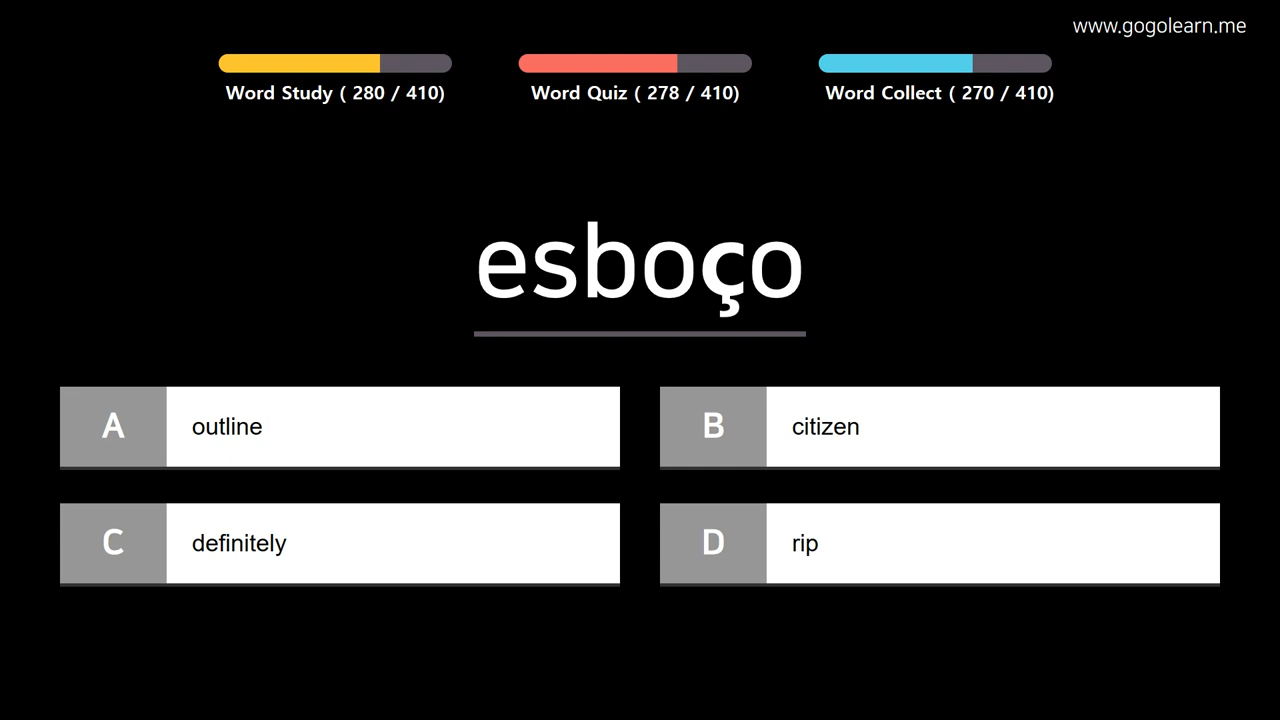 www.gogolearn.me
Word Study ( 280 / 410)
Word Quiz ( 278 / 410)
Word Collect ( 270 / 410)
esboço
A outline
B citizen
C definitely
D rip